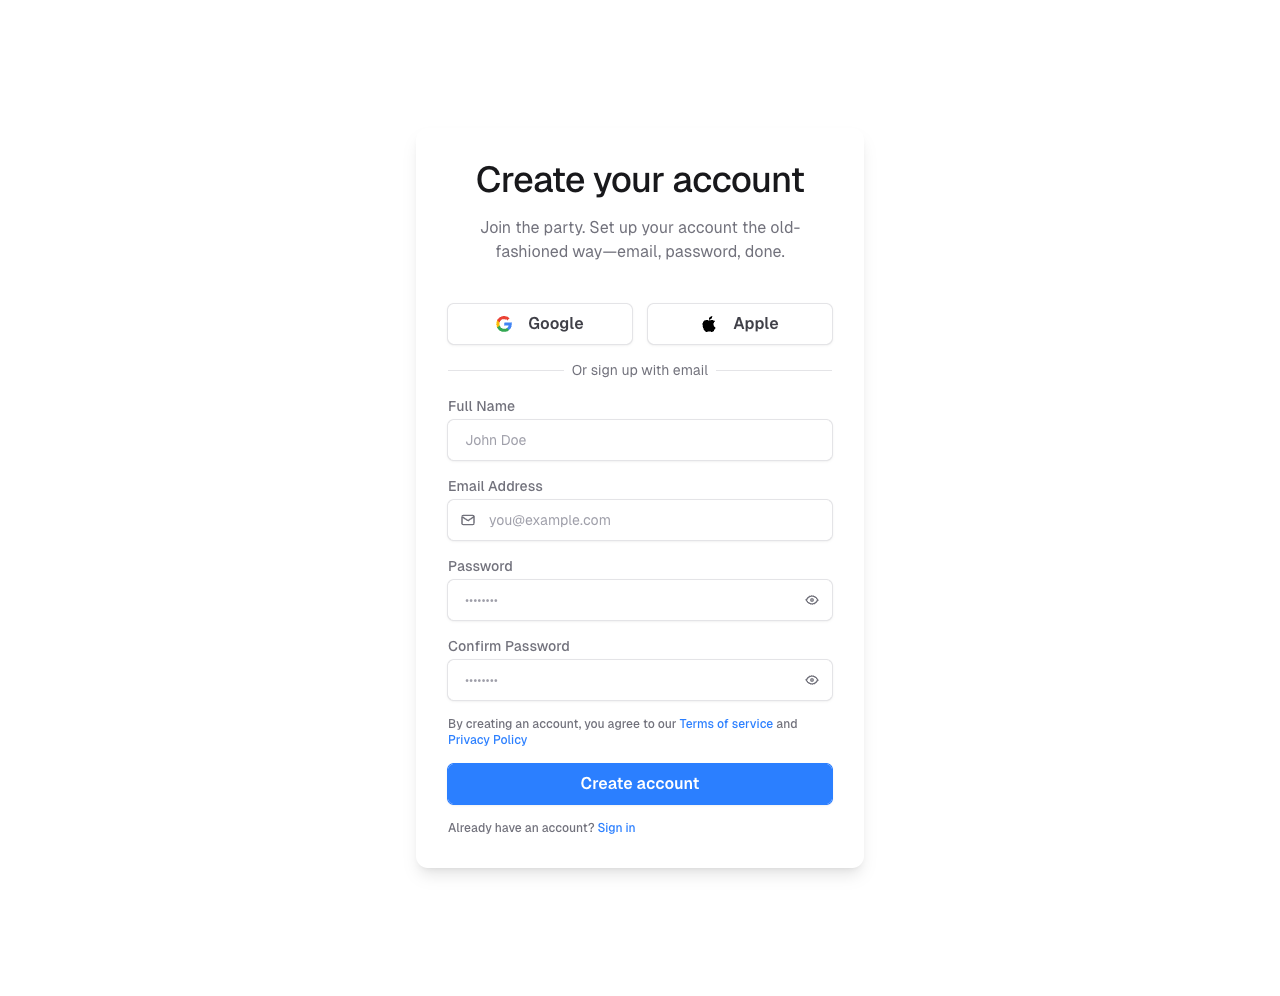 Create your account
Join the party. Set up your account the old-
fashioned way—email, password, done.
Google
Apple
Or sign up with email
Full Name
John Doe
Email Address
you@example.com
Password
••••••••
Confirm Password
••••••••
By creating an account, you agree to our Terms of service and
Privacy Policy
Create account
Already have an account? Sign in